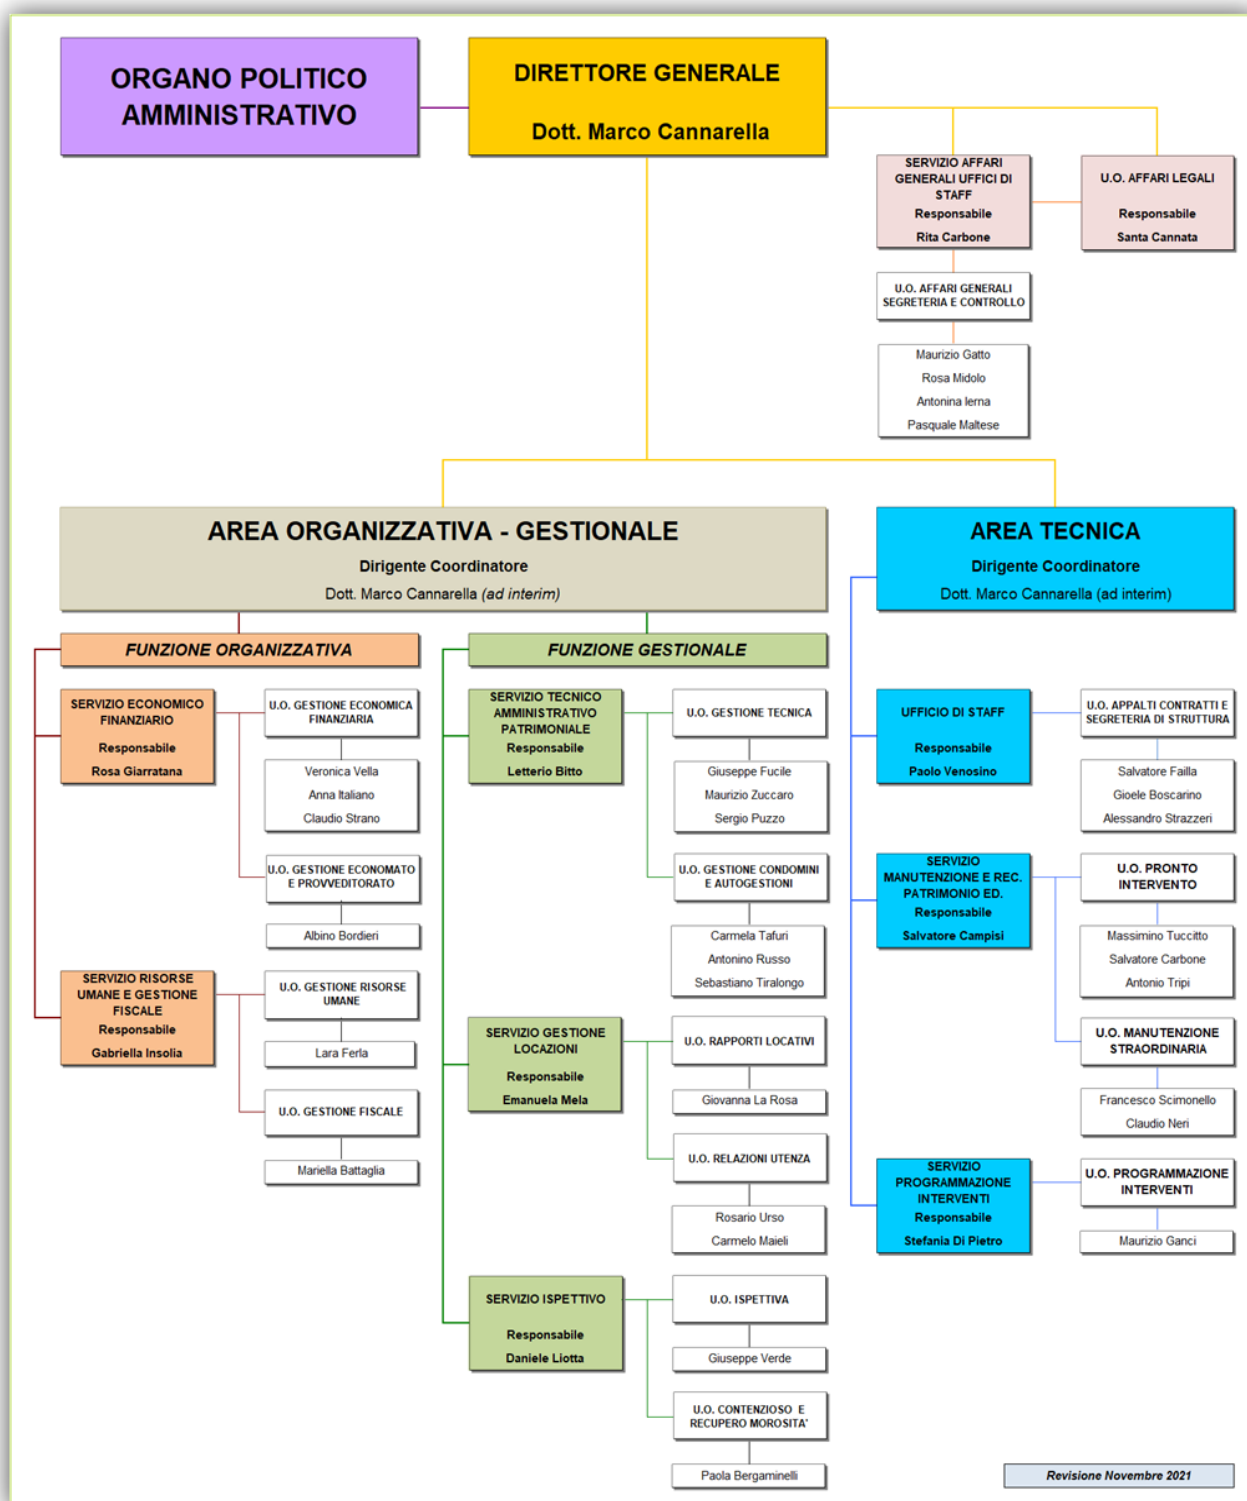 ORGANO POLITICO
AMMINISTRATIVO
DIRETTORE GENERALE
Dott. Marco Cannarella
SERVIZIO AFFARI
GENERALI UFFICI DI
STAFF
Responsabile
Rita Carbone
U.O. AFFARI LEGALI
Responsabile
Santa Cannata
U.O. AFFARI GENERALI
SEGRETERIA E CONTROLLO
Maurizio Gatto
Rosa Midolo
Antonina Ierna
Pasquale Maltese
AREA ORGANIZZATIVA - GESTIONALE
Dirigente Coordinatore
Dott. Marco Cannarella (ad interim)
AREA TECNICA
Dirigente Coordinatore
Dott. Marco Cannarella (ad interim)
FUNZIONE ORGANIZZATIVA
SERVIZIO ECONOMICO
FINANZIARIO
Responsabile
Rosa Giarratana
U.O. GESTIONE ECONOMICA
FINANZIARIA
Veronica Vella
Anna Italiano
Claudio Strano
U.O. GESTIONE ECONOMATO
E PROVVEDITORATO
Albino Bordieri
SERVIZIO RISORSE
UMANE E GESTIONE
FISCALE
Responsabile
Gabriella Insolia
U.O. GESTIONE RISORSE
UMANE
Lara Ferla
U.O. GESTIONE FISCALE
Mariella Battaglia
FUNZIONE GESTIONALE
SERVIZIO TECNICO
AMMINISTRATIVO
PATRIMONIALE
Responsabile
Letterio Bitto
U.O. GESTIONE TECNICA
Giuseppe Fucile
Maurizio Zuccaro
Sergio Puzzo
U.O. GESTIONE CONDOMINI
E AUTOGESTIONI
Carmela Tafuri
Antonino Russo
Sebastiano Tiralongo
SERVIZIO GESTIONE
LOCAZIONI
Responsabile
Emanuela Mela
U.O. RAPPORTI LOCATIVI
Giovanna La Rosa
U.O. RELAZIONI UTENZA
Rosario Urso
Carmelo Maieli
SERVIZIO ISPETTIVO
Responsabile
Daniele Liotta
U.O. ISPETTIVA
Giuseppe Verde
U.O. CONTENZIOSO E
RECUPERO MOROSITA'
Paola Bergaminelli
UFFICIO DI STAFF
Responsabile
Paolo Venosino
U.O. APPALTI CONTRATTI E
SEGRETERIA DI STRUTTURA
Salvatore Failla
Gioele Boscarino
Alessandro Strazzeri
SERVIZIO
MANUTENZIONE E REC.
PATRIMONIO ED.
Responsabile
Salvatore Campisi
U.O. PRONTO
INTERVENTO
Massimino Tuccitto
Salvatore Carbone
Antonio Tripi
U.O. MANUTENZIONE
STRAORDINARIA
Francesco Scimonello
Claudio Neri
SERVIZIO
PROGRAMMAZIONE
INTERVENTI
Responsabile
Stefania Di Pietro
U.O. PROGRAMMAZIONE
INTERVENTI
Maurizio Ganci
Revisione Novembre 2021